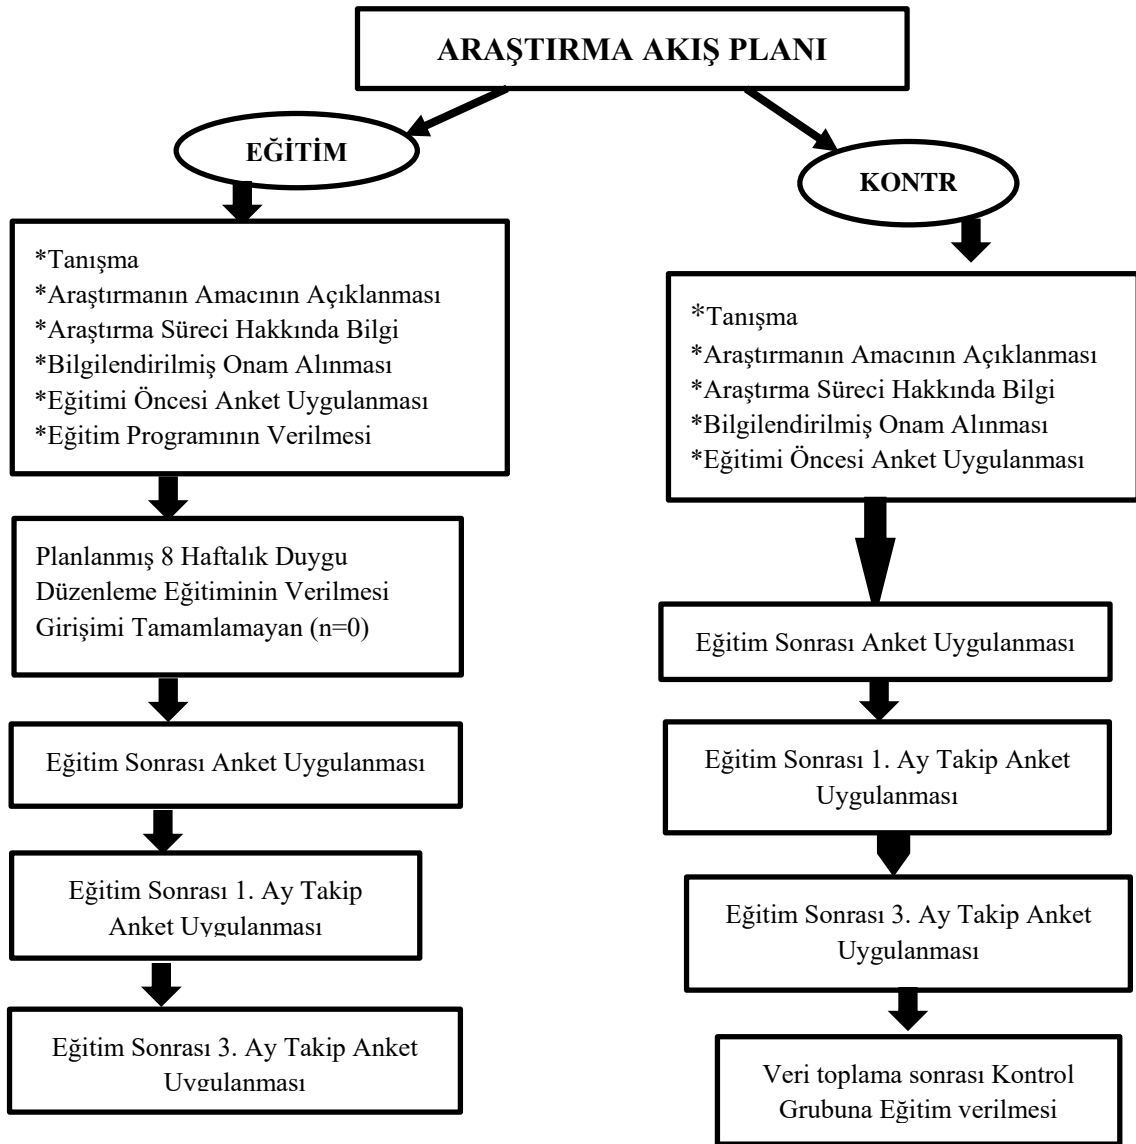 ARAŞTIRMA AKIŞ PLANI
EĞİTİM
*Tanışma
*Araştırmanın Amacının Açıklanması
*Araştırma Süreci Hakkında Bilgi
*Bilgilendirilmiş Onam Alınması
*Eğitimi Öncesi Anket Uygulanması
*Eğitim Programının Verilmesi
Planlanmış 8 Haftalık Duygu
Düzenleme Eğitiminin Verilmesi
Girişimi Tamamlamayan (n=0)
Eğitim Sonrası Anket Uygulanması
Eğitim Sonrası 1. Ay Takip
Anket Uygulanması
Eğitim Sonrası 3. Ay Takip Anket
Uygulanması
KONTR
*Tanışma
*Araştırmanın Amacının Açıklanması
*Araştırma Süreci Hakkında Bilgi
*Bilgilendirilmiş Onam Alınması
*Eğitimi Öncesi Anket Uygulanması
Eğitim Sonrası Anket Uygulanması
Eğitim Sonrası 1. Ay Takip Anket
Uygulanması
Eğitim Sonrası 3. Ay Takip Anket
Uygulanması
Veri toplama sonrası Kontrol
Grubuna Eğitim verilmesi